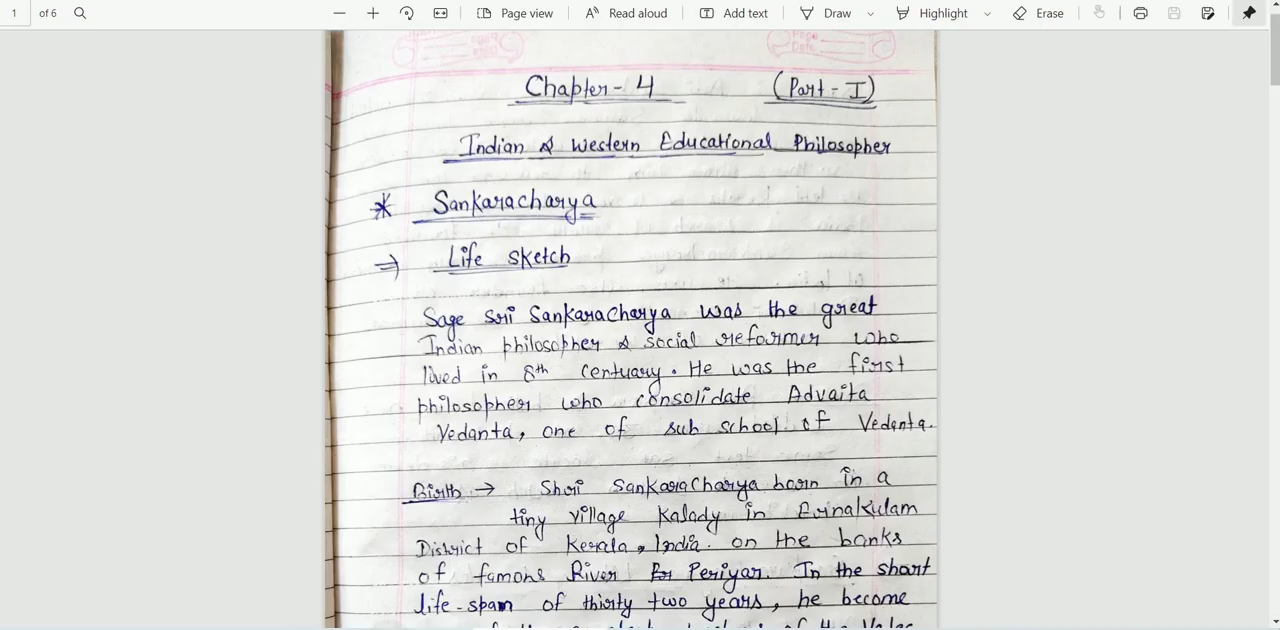 1 of 6 Page view Read aloud Add text Draw Highlight Erase
Chapter-4 (Part-I)
Indian & Western Educational Philosopher
* Sankaracharya
⇒ Life sketch
Sage Sri Sankaracharya was the great
Indian philosopher & social reformer who
lived in 8th centuary. He was the first
philosopher who consolidate Advaita
Vedanta, one of sub school of Vedanta.
Birth → Shri Sankaracharya born in a
tiny village Kalady in Ernakulam
District of Kerala, India. on the banks
of famons River Periyar. In the short
life-spam of thirty two years, he become